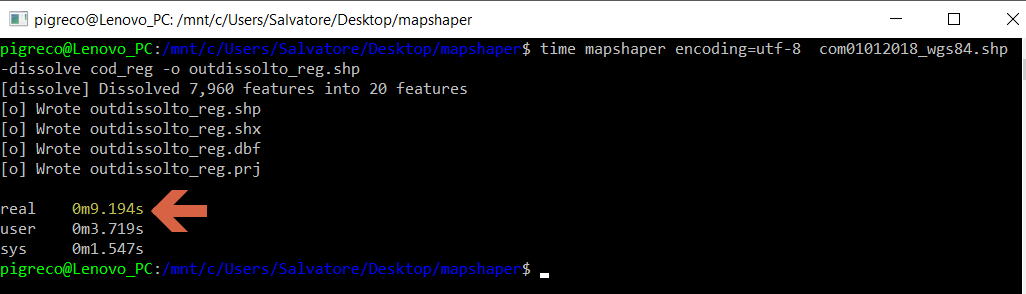 pigreco@Lenovo_PC: /mnt/c/Users/Salvatore/Desktop/mapshaper
pigreco@Lenovo_PC:/mnt/c/Users/Salvatore/Desktop/mapshaper$ time mapshaper encoding=utf-8  com01012018_wgs84.shp
-dissolve cod_reg -o outdissolto_reg.shp
[dissolve] Dissolved 7,960 features into 20 features
[o] Wrote outdissolto_reg.shp
[o] Wrote outdissolto_reg.shx
[o] Wrote outdissolto_reg.dbf
[o] Wrote outdissolto_reg.prj
real    0m9.194s
user    0m3.719s
sys     0m1.547s
pigreco@Lenovo_PC:/mnt/c/Users/Salvatore/Desktop/mapshaper$